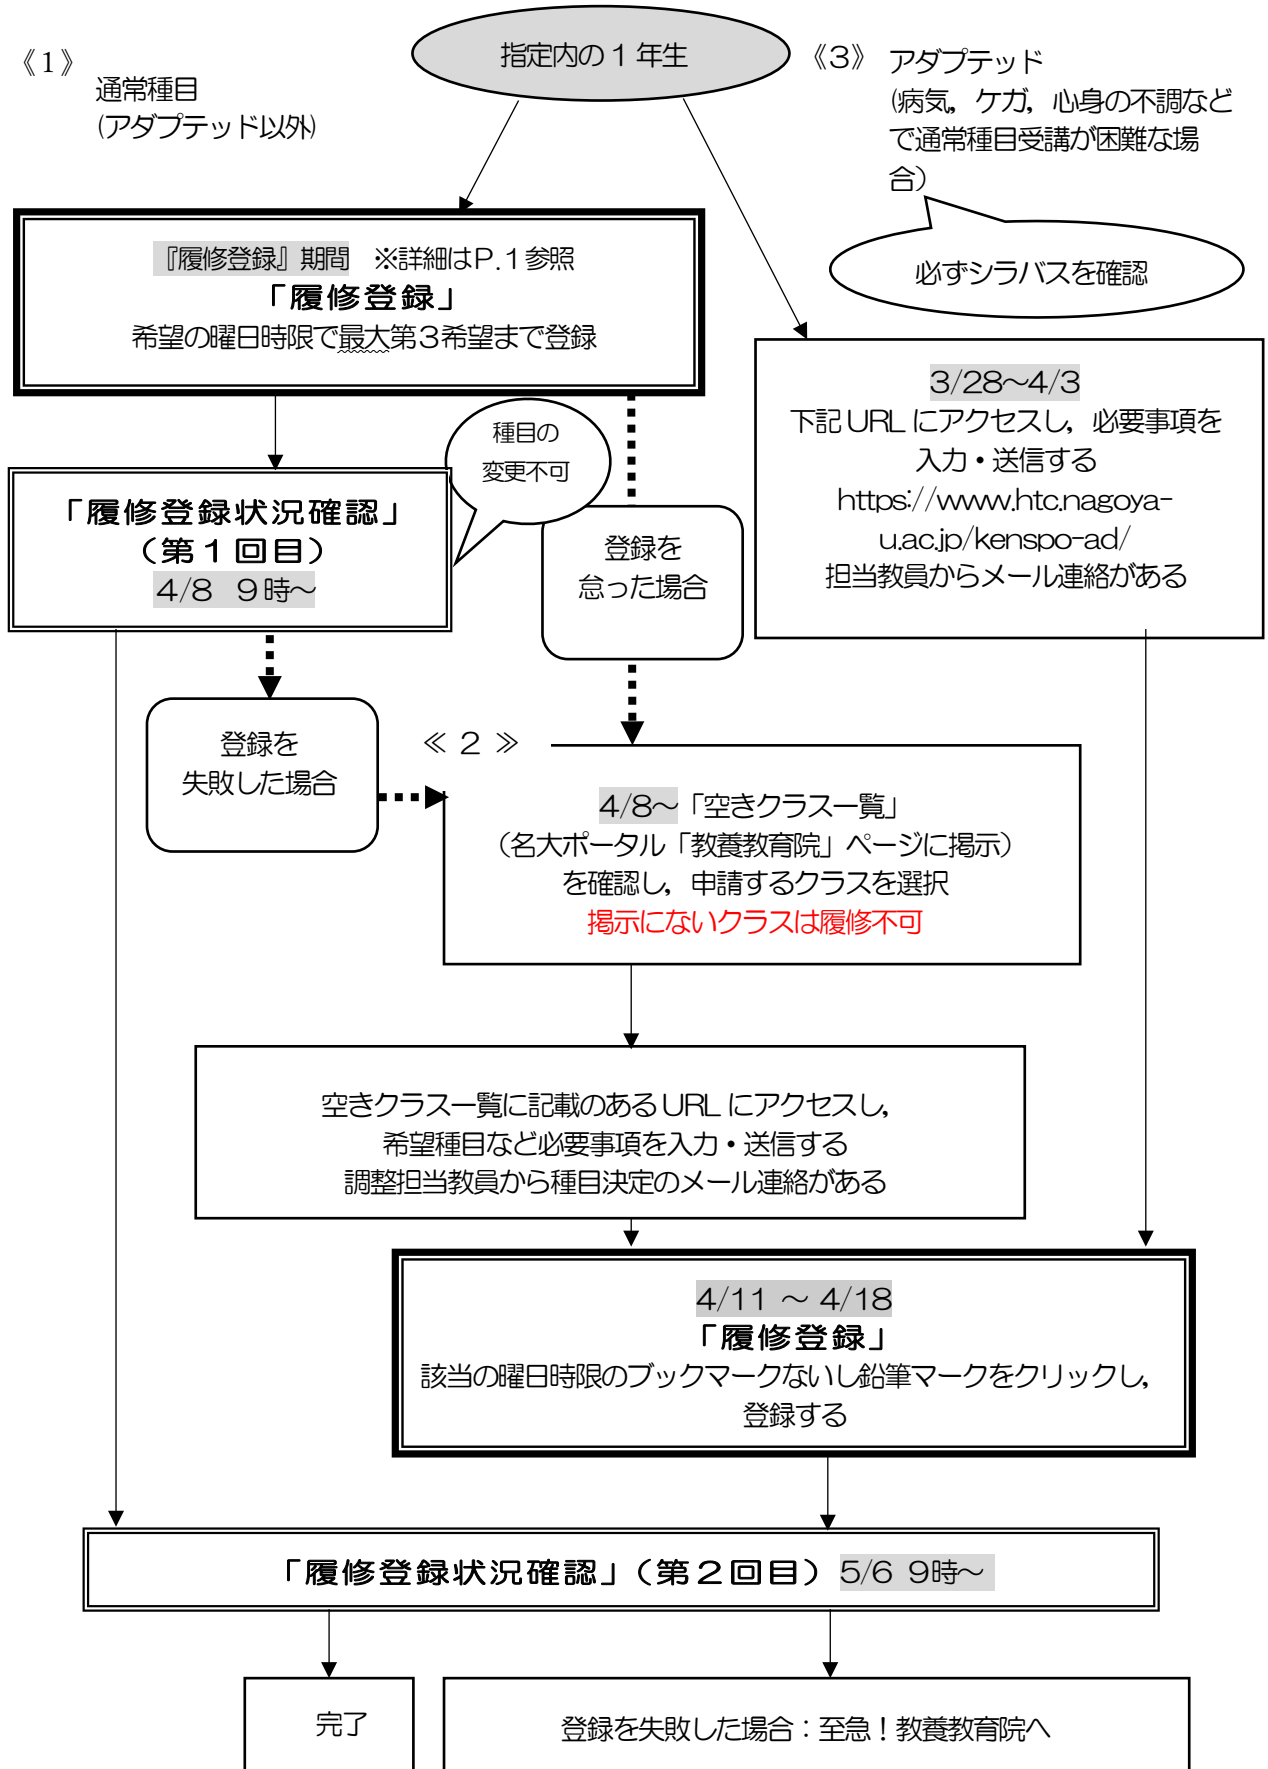 指定内の1年生
《1》
通常種目
(アダプテッド以外)
《3》
アダプテッド
(病気，ケガ，心身の不調など
で通常種目受講が困難な場
合)
必ずシラバスを確認
『履修登録』期間　※詳細はP.1参照
「履修登録」
希望の曜日時限で最大第3希望まで登録
3/28～4/3
下記URLにアクセスし，必要事項を
入力・送信する
https://www.htc.nagoya-
u.ac.jp/kenspo-ad/
担当教員からメール連絡がある
種目の
変更不可
「履修登録状況確認」
（第1回目）
4/8　9時～
登録を
怠った場合
登録を
失敗した場合
≪ 2 ≫
4/8～「空きクラス一覧」
（名大ポータル「教養教育院」ページに掲示）
を確認し，申請するクラスを選択
掲示にないクラスは履修不可
空きクラス一覧に記載のあるURLにアクセスし，
希望種目など必要事項を入力・送信する
調整担当教員から種目決定のメール連絡がある
4/11 ～ 4/18
「履修登録」
該当の曜日時限のブックマークないし鉛筆マークをクリックし，
登録する
「履修登録状況確認」（第2回目）5/6 9時～
完了
登録を失敗した場合：至急！教養教育院へ